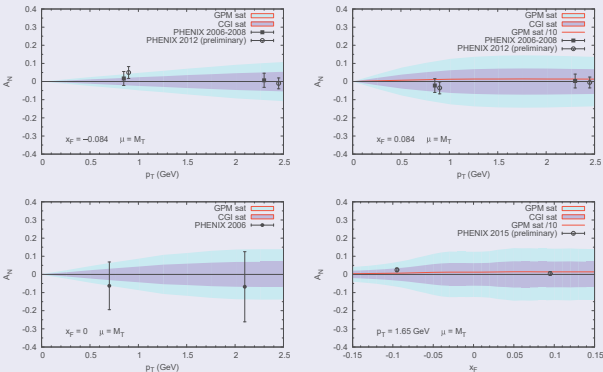 GPM sat
CGI sat
PHENIX 2006-2008
PHENIX 2012 (preliminary)
0.4
0.3
0.2
0.1
0
-0.1
-0.2
-0.3
-0.4
A_N
x_F = −0.084 μ = M_T
0 0.5 1 1.5 2 2.5
p_T (GeV)
GPM sat
CGI sat
GPM sat /10
PHENIX 2006-2008
PHENIX 2012 (preliminary)
0.4
0.3
0.2
0.1
0
-0.1
-0.2
-0.3
-0.4
A_N
x_F = 0.084 μ = M_T
0 0.5 1 1.5 2 2.5
p_T (GeV)
GPM sat
CGI sat
PHENIX 2006
0.4
0.3
0.2
0.1
0
-0.1
-0.2
-0.3
-0.4
A_N
x_F = 0 μ = M_T
0 0.5 1 1.5 2 2.5
p_T (GeV)
GPM sat
CGI sat
GPM sat /10
PHENIX 2015 (preliminary)
0.4
0.3
0.2
0.1
0
-0.1
-0.2
-0.3
-0.4
A_N
p_T = 1.65 GeV μ = M_T
-0.15 -0.1 -0.05 0 0.05 0.1 0.15
x_F